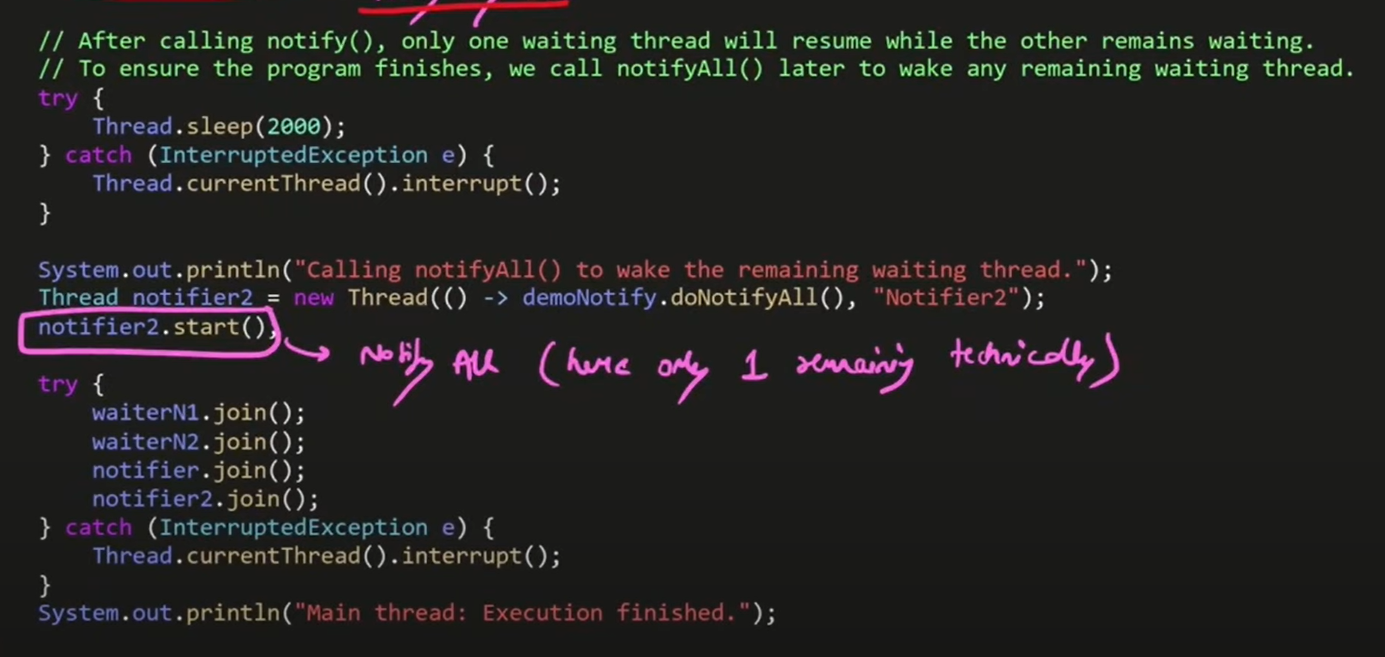 // After calling notify(), only one waiting thread will resume while the other remains waiting.
// To ensure the program finishes, we call notifyAll() later to wake any remaining waiting thread.
try {
    Thread.sleep(2000);
} catch (InterruptedException e) {
    Thread.currentThread().interrupt();
}
System.out.println("Calling notifyAll() to wake the remaining waiting thread.");
Thread notifier2 = new Thread(() -> demoNotify.doNotifyAll(), "Notifier2");
notifier2.start();
Notify All (here only 1 remaining technically)
try {
    waiterN1.join();
    waiterN2.join();
    notifier.join();
    notifier2.join();
} catch (InterruptedException e) {
    Thread.currentThread().interrupt();
}
System.out.println("Main thread: Execution finished.");